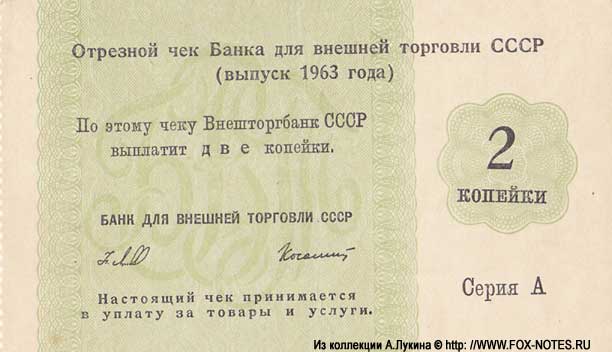 Отрезной чек Банка для внешней торговли СССР
(выпуск 1963 года)
По этому чеку Внешторгбанк СССР
выплатит две копейки.
2
КОПЕЙКИ
БАНК ДЛЯ ВНЕШНЕЙ ТОРГОВЛИ СССР
Серия А
Настоящий чек принимается
в уплату за товары и услуги.
Из коллекции А.Лукина © http: //WWW.FOX-NOTES.RU